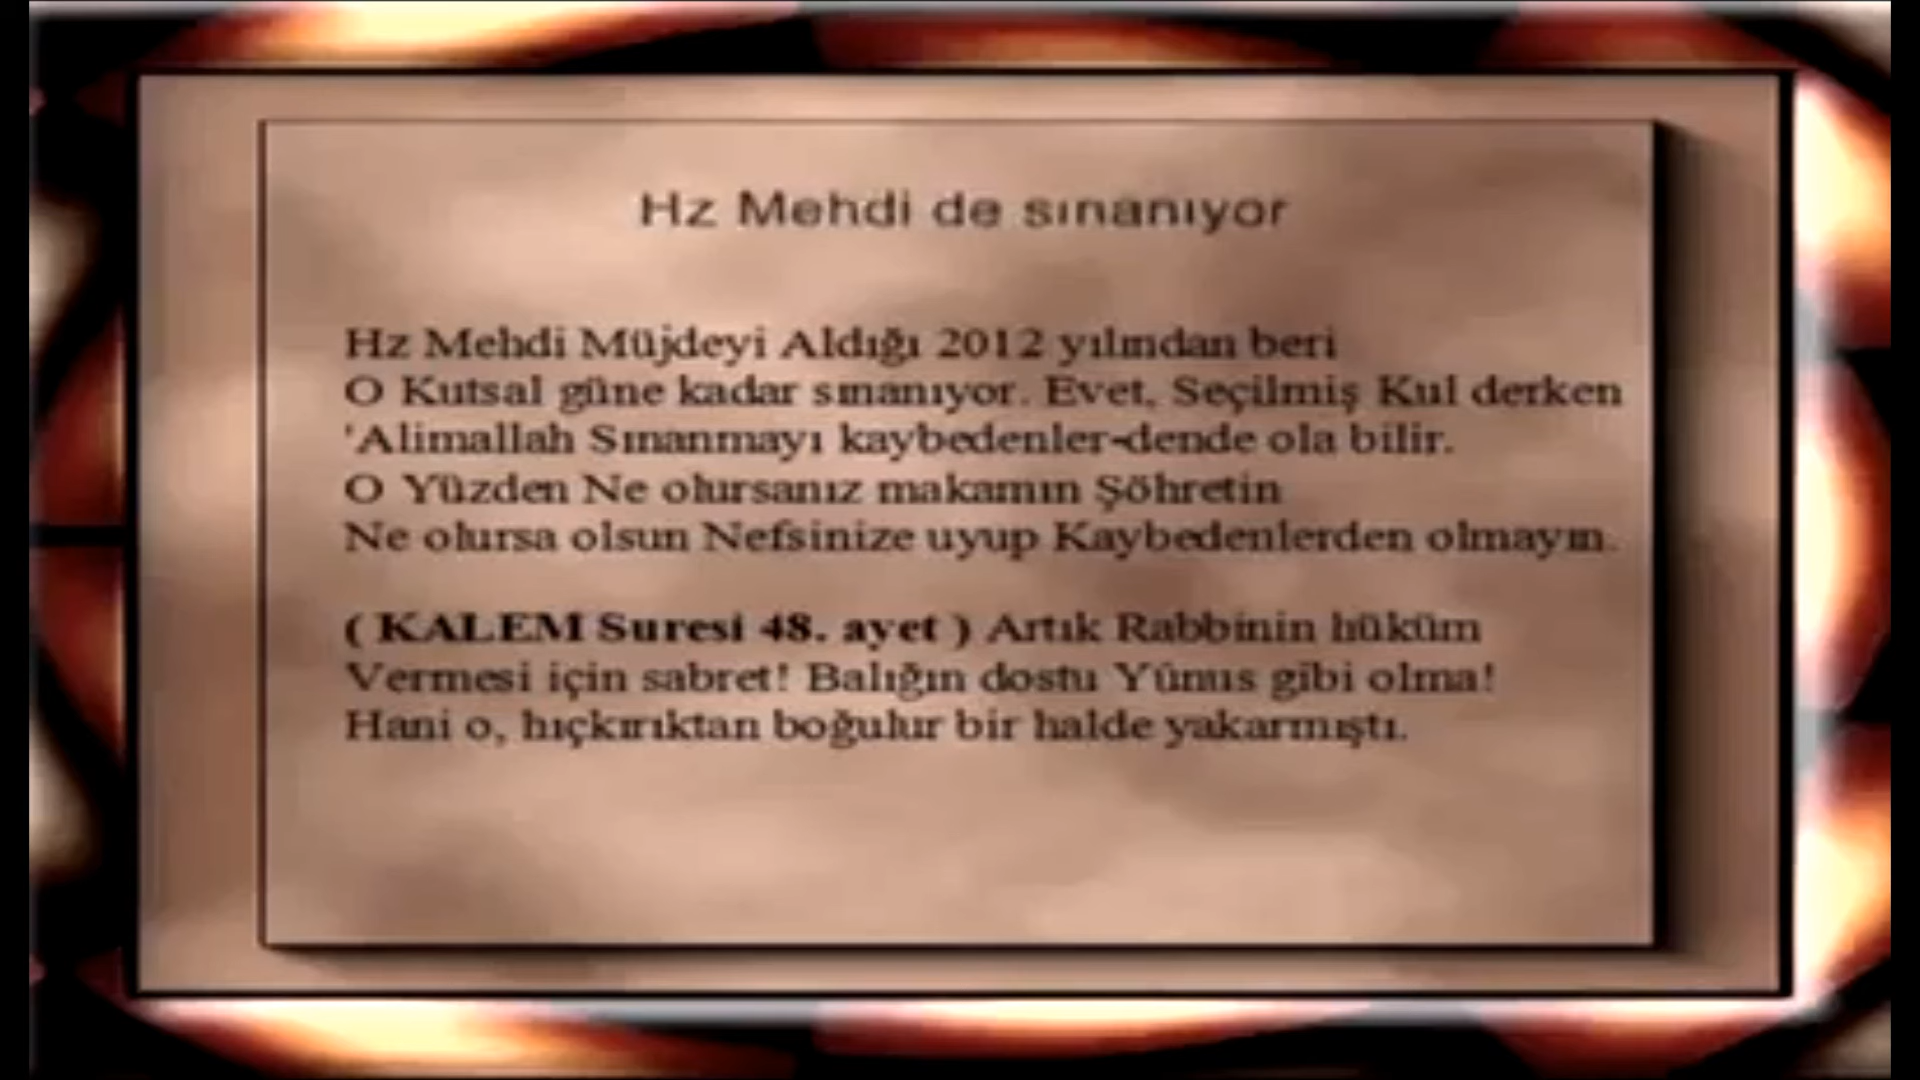 Hz Mehdi de sınanıyor
Hz Mehdi Müjdeyi Aldığı 2012 yılından beri
O Kutsal güne kadar sınanıyor. Evet, Seçilmiş Kul derken
'Alimallah Sınanmayı kaybedenler-dende ola bilir.
O Yüzden Ne olursanız makamın Şöhretin
Ne olursa olsun Nefsinize uyup Kaybedenlerden olmayın.
( KALEM Suresi 48. ayet ) Artık Rabbinin hüküm
Vermesi için sabret! Balığın dostu Yûnus gibi olma!
Hani o, hıçkırıktan boğulur bir halde yakarmıştı.